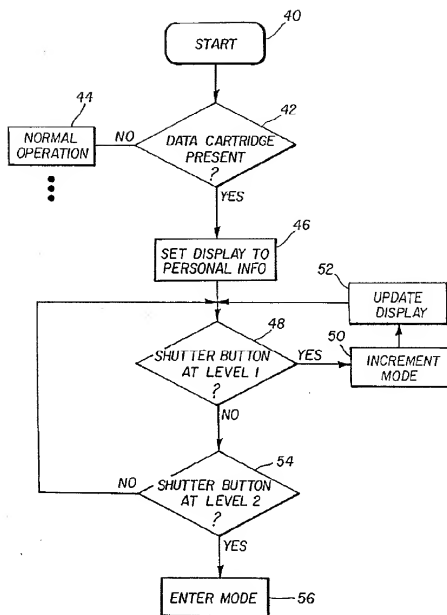 40
START
44
42
NORMAL
OPERATION
NO
DATA CARTRIDGE
PRESENT
?
YES
46
SET DISPLAY TO
PERSONAL INFO
52
UPDATE
DISPLAY
48
50
SHUTTER BUTTON
AT LEVEL 1
?
YES
INCREMENT
MODE
NO
54
NO
SHUTTER BUTTON
AT LEVEL 2
?
YES
ENTER MODE
56